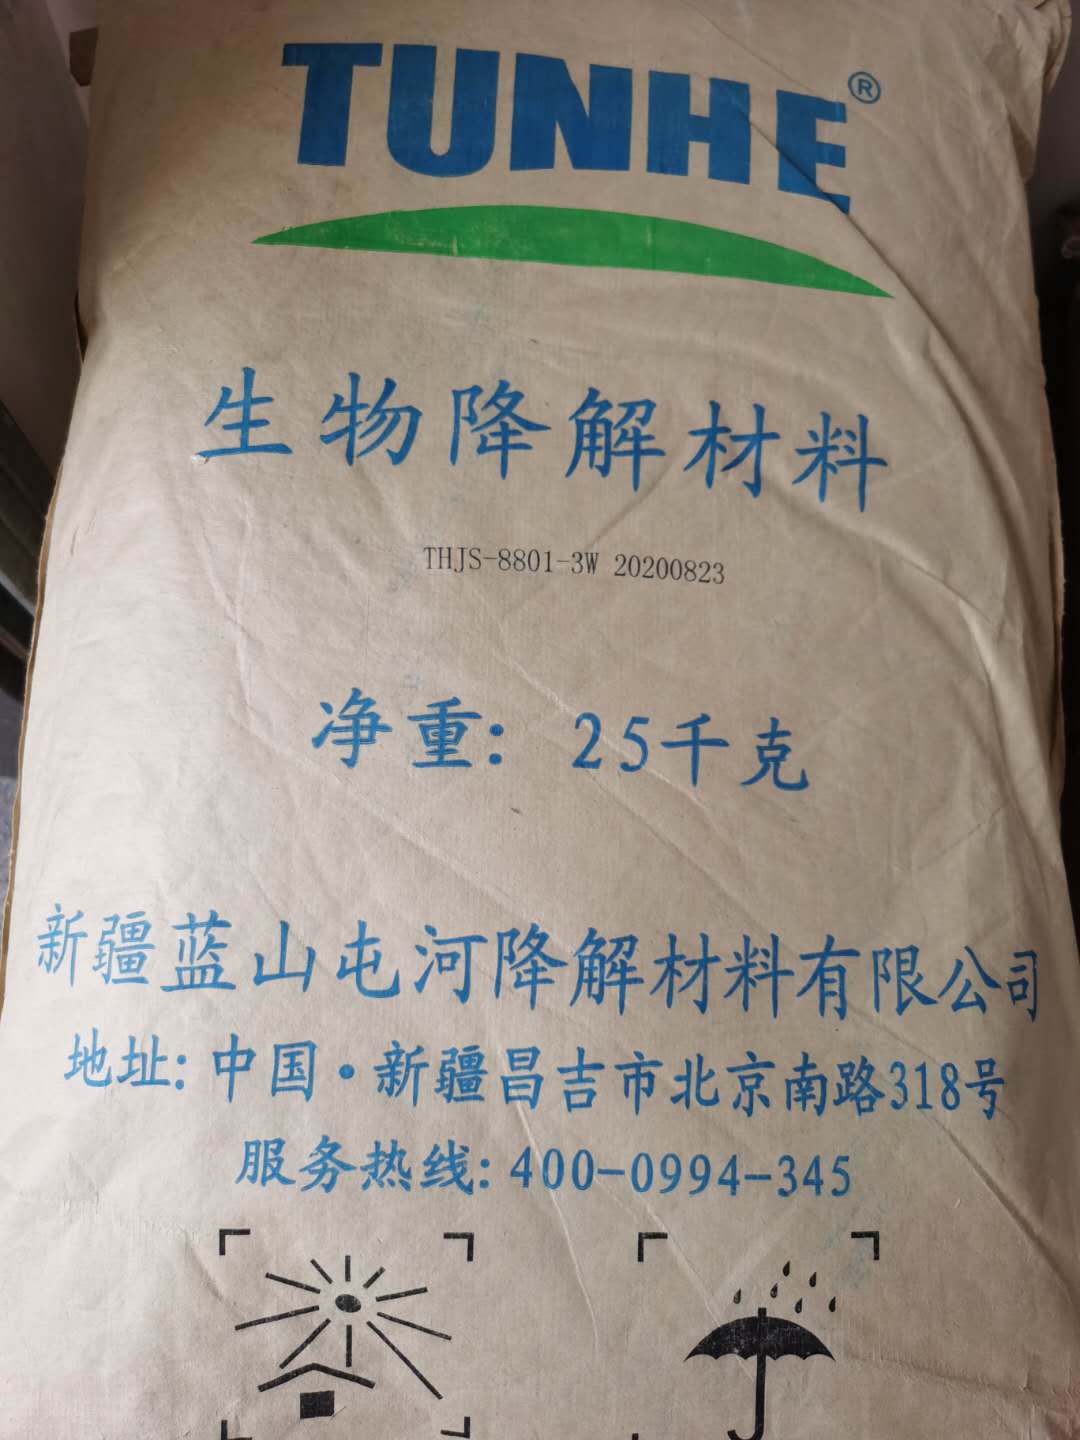 TUNHE®
生物降解材料
THJS-8801-3W 20200823
净重：25千克
新疆蓝山屯河降解材料有限公司
地址：中国·新疆昌吉市北京南路318号
服务热线：400-0994-345